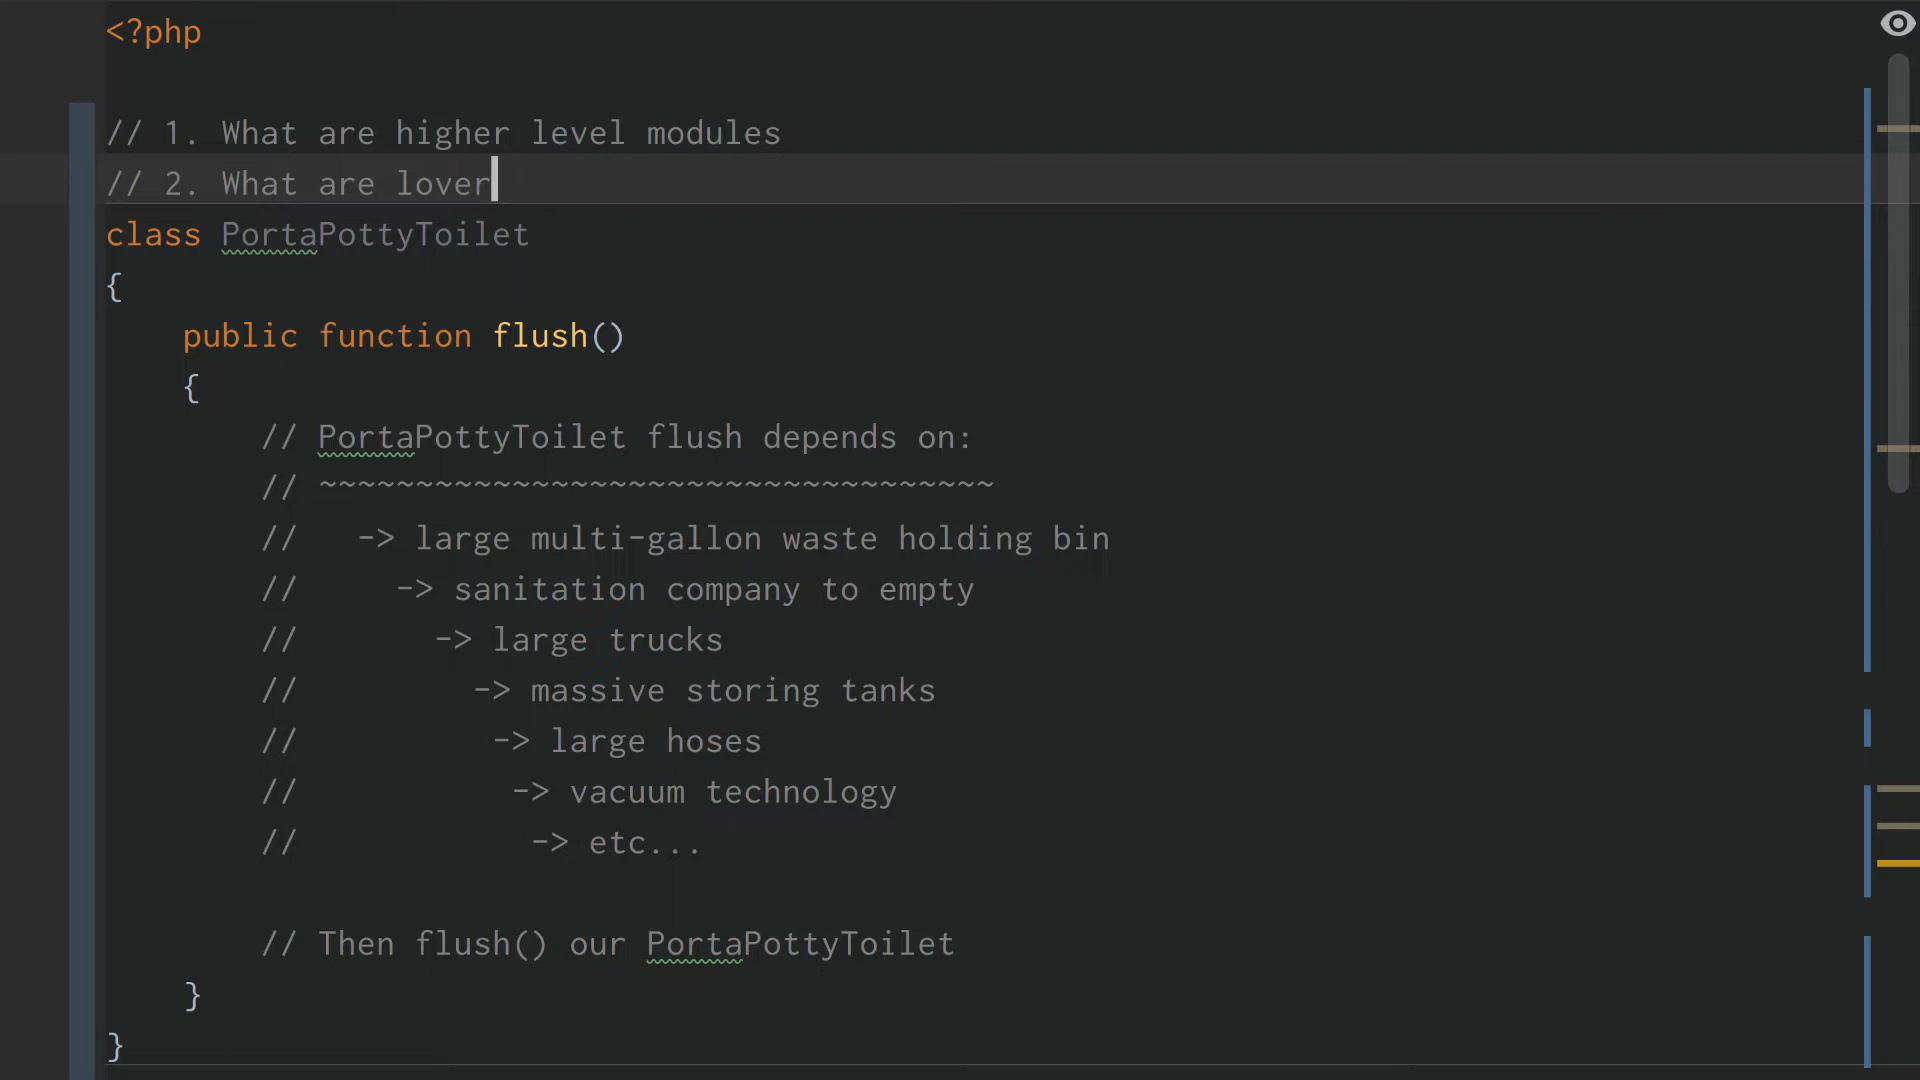 <?php
// 1. What are higher level modules
// 2. What are lover
class PortaPottyToilet
{
public function flush()
{
// PortaPottyToilet flush depends on:
// ~~~~~~~~~~~~~~~~~~~~~~~~~~~~~~~~~~~
// -> large multi-gallon waste holding bin
// -> sanitation company to empty
// -> large trucks
// -> massive storing tanks
// -> large hoses
// -> vacuum technology
// -> etc...
// Then flush() our PortaPottyToilet
}
}